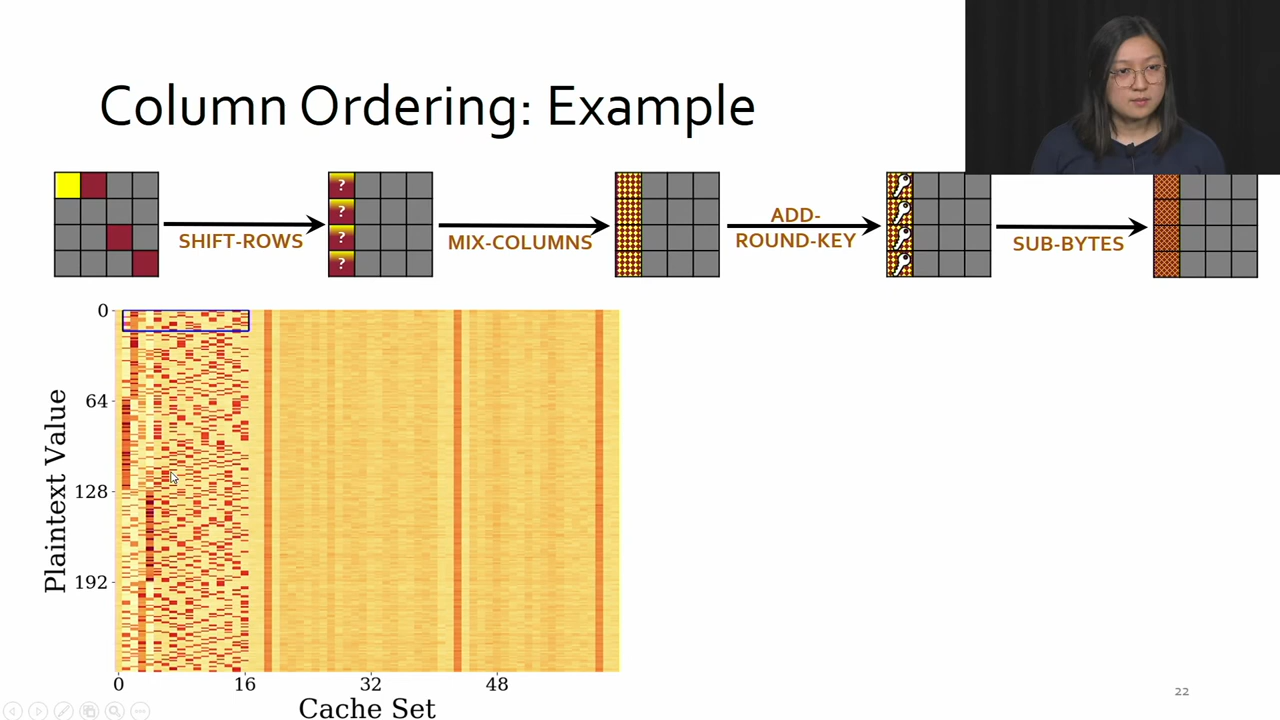 Column Ordering: Example
?
?
?
?
SHIFT-ROWS
MIX-COLUMNS
ADD-
ROUND-KEY
SUB-BYTES
Plaintext Value
0
64
128
192
0
16
32
48
Cache Set
22